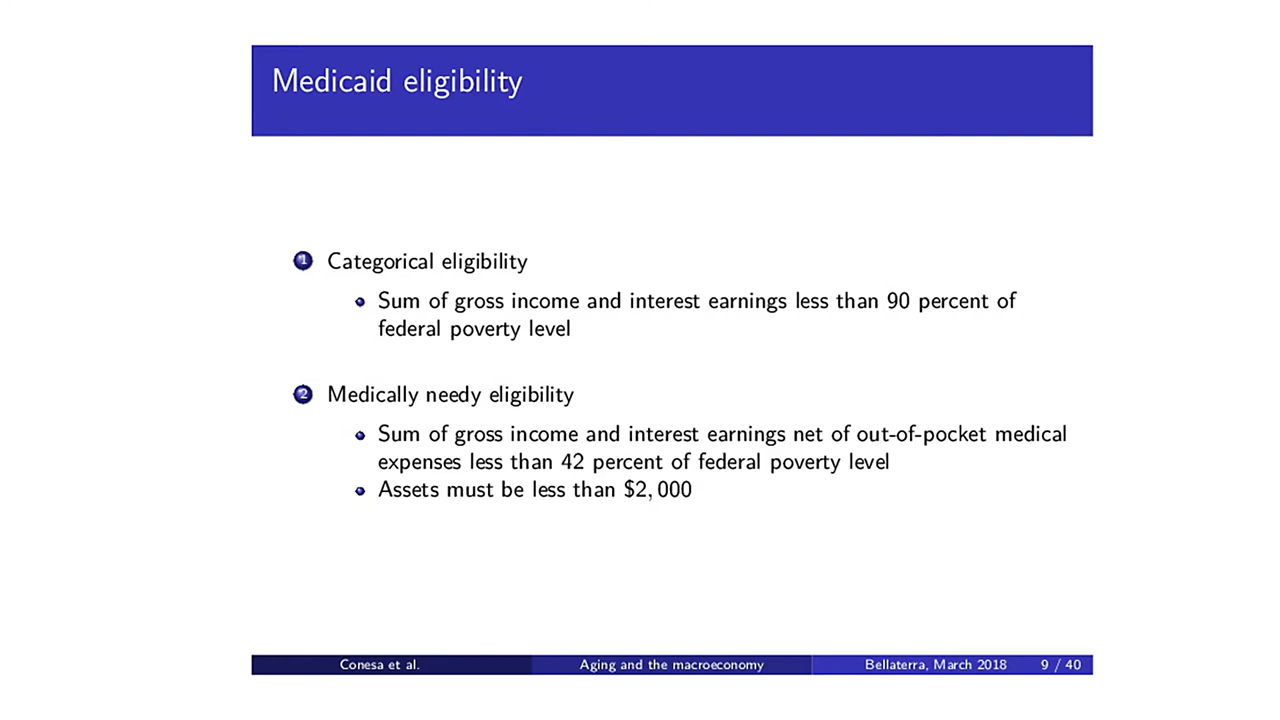 Medicaid eligibility
1 Categorical eligibility
Sum of gross income and interest earnings less than 90 percent of
federal poverty level
2 Medically needy eligibility
Sum of gross income and interest earnings net of out-of-pocket medical
expenses less than 42 percent of federal poverty level
Assets must be less than $2,000
Conesa et al. Aging and the macroeconomy Bellaterra, March 2018 9 / 40